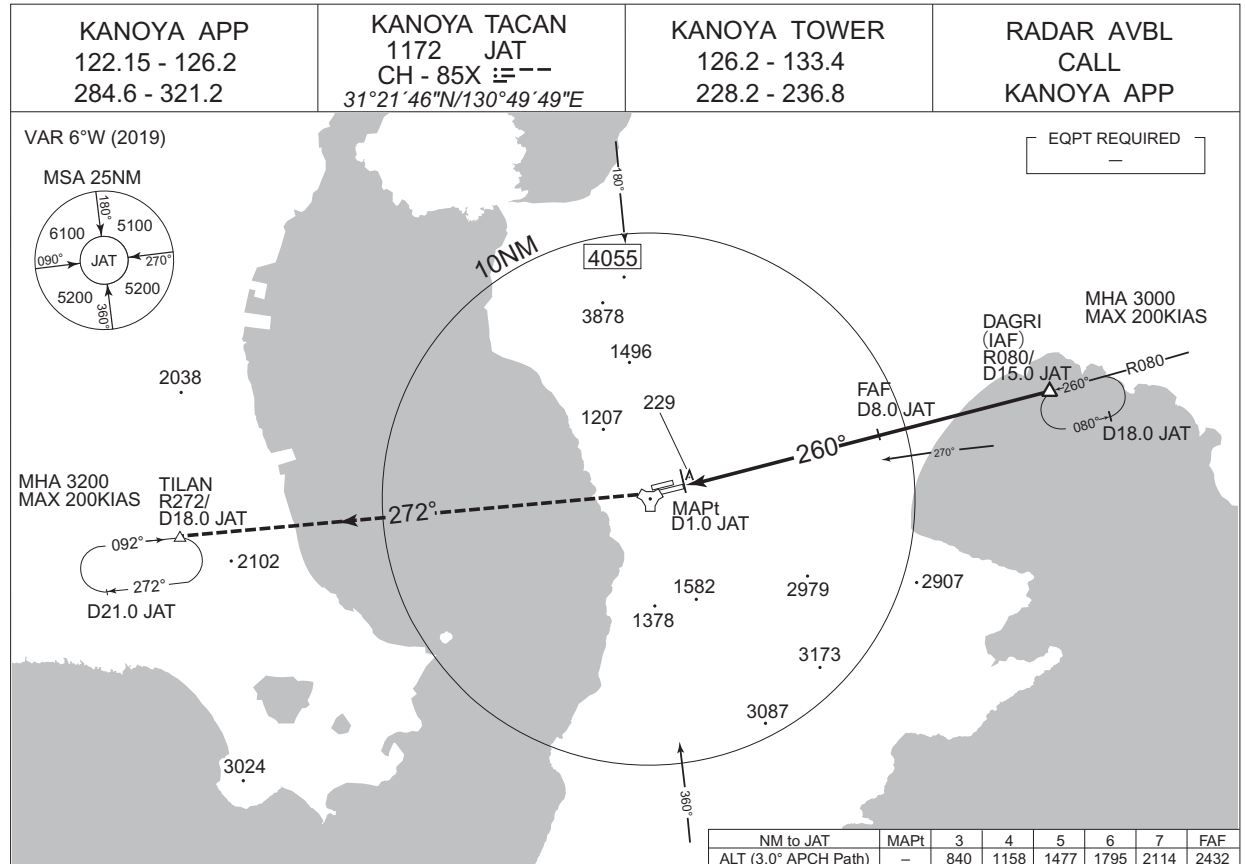 KANOYA APP
122.15 - 126.2
284.6 - 321.2
KANOYA TACAN
1172 JAT
CH - 85X
31°21´46"N/130°49´49"E
KANOYA TOWER
126.2 - 133.4
228.2 - 236.8
RADAR AVBL
CALL
KANOYA APP
VAR 6°W (2019)
EQPT REQUIRED
–
MSA 25NM
180°
6100
5100
090°
JAT
270°
5200
5200
360°
180°
10NM
4055
3878
1496
2038
1207
229
MHA 3000
MAX 200KIAS
DAGRI
(IAF)
R080/
D15.0 JAT
R080
260°
080°
D18.0 JAT
FAF
D8.0 JAT
260°
270°
MHA 3200
MAX 200KIAS
TILAN
R272/
D18.0 JAT
272°
MAPt
D1.0 JAT
092°
272°
D21.0 JAT
2102
1582
1378
2979
2907
3173
3087
3024
360°
NM to JAT MAPt 3 4 5 6 7 FAF
ALT (3.0° APCH Path) – 840 1158 1477 1795 2114 2432